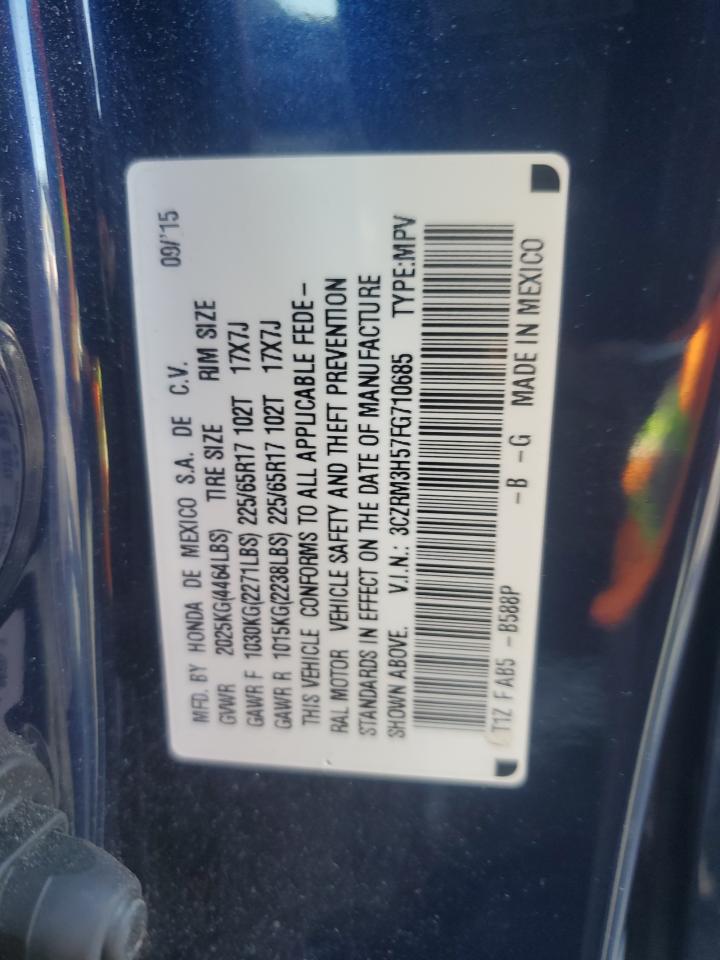 MFD. BY HONDA DE MEXICO S.A. DE C.V. 09/'15
GVWR 2025KG(4464LBS) TIRE SIZE RIM SIZE
GAWR F 1030KG(2271LBS) 225/65R17 102T 17X7J
GAWR R 1015KG(2238LBS) 225/65R17 102T 17X7J
THIS VEHICLE CONFORMS TO ALL APPLICABLE FEDE-
RAL MOTOR VEHICLE SAFETY AND THEFT PREVENTION
STANDARDS IN EFFECT ON THE DATE OF MANUFACTURE
SHOWN ABOVE. V.I.N.: 3CZRM3H57FG710685 TYPE:MPV
T1Z F AB5 -B588P -B -G MADE IN MEXICO